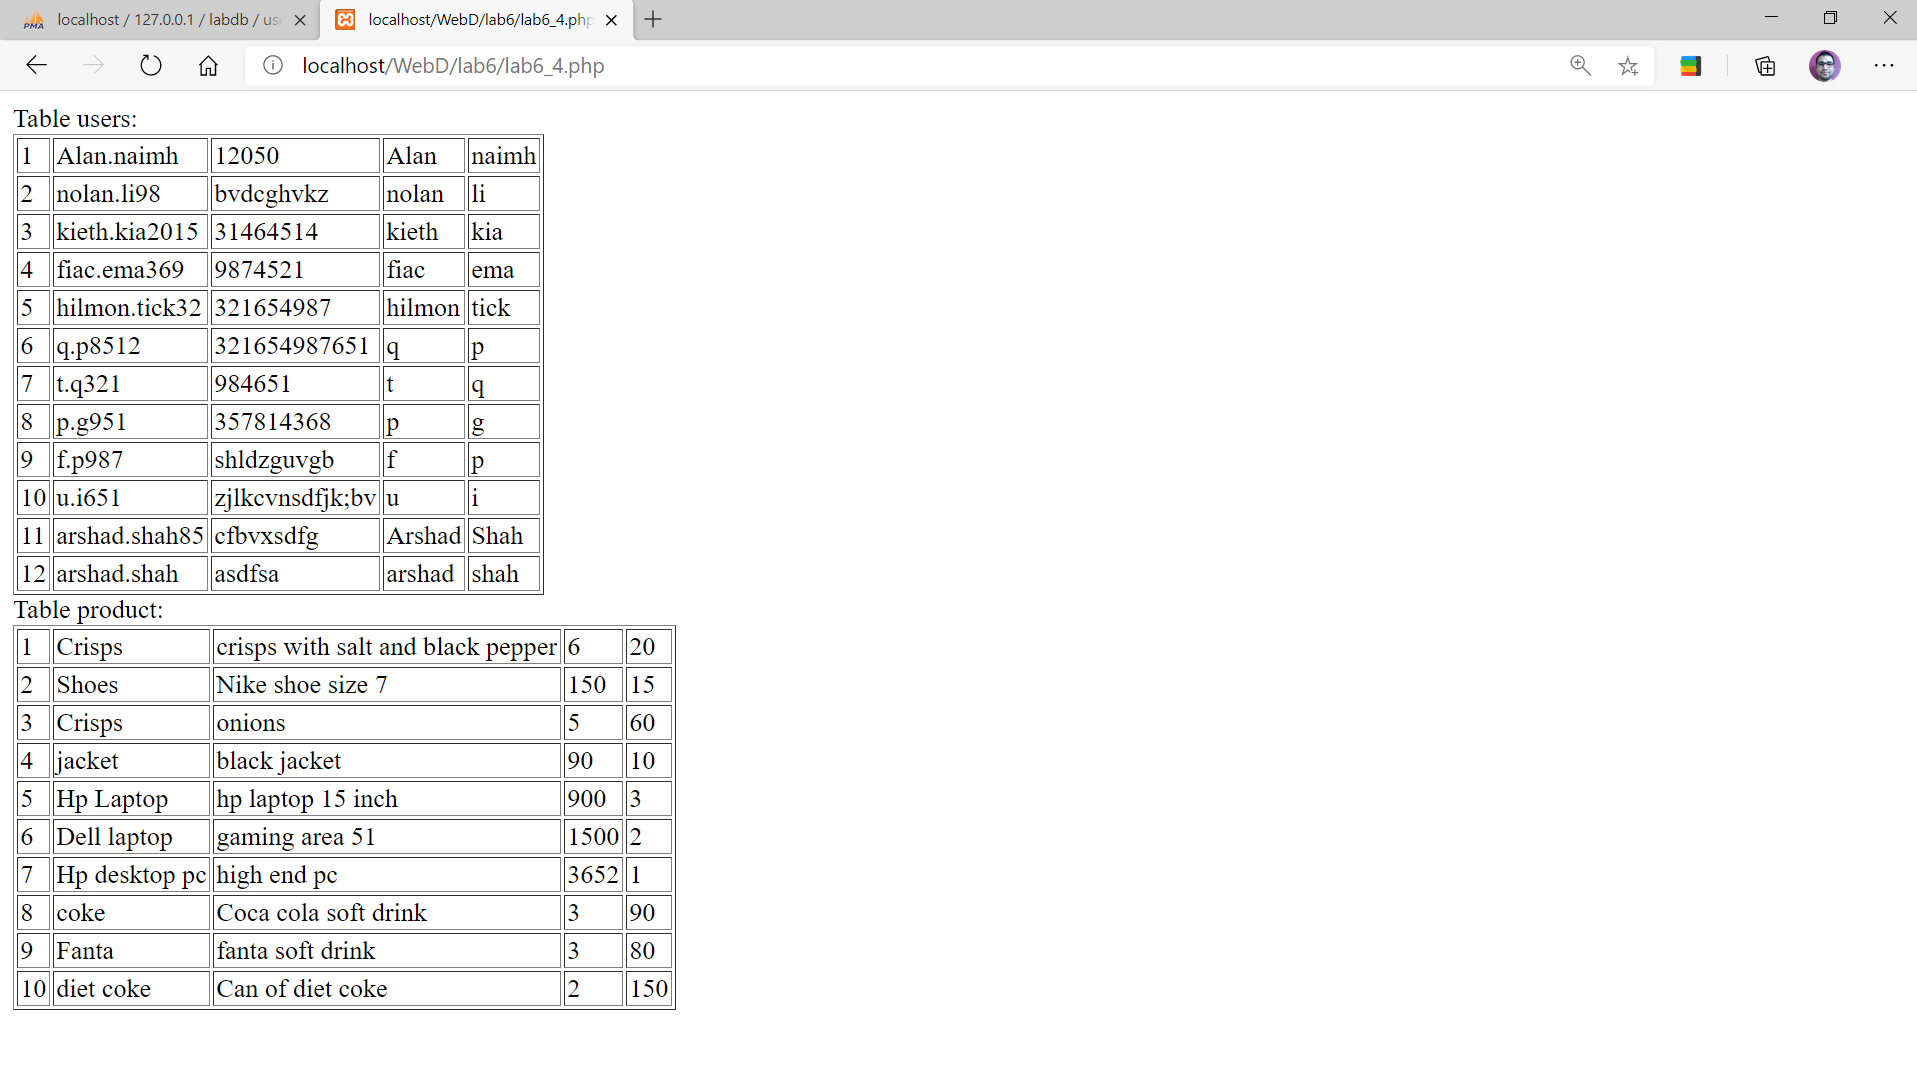 PMA localhost / 127.0.0.1 / labdb / us localhost/WebD/lab6/lab6_4.php
localhost/WebD/lab6/lab6_4.php
Table users:
1 Alan.naimh 12050 Alan naimh
2 nolan.li98 bvdcghvkz nolan li
3 kieth.kia2015 31464514 kieth kia
4 fiac.ema369 9874521 fiac ema
5 hilmon.tick32 321654987 hilmon tick
6 q.p8512 321654987651 q p
7 t.q321 984651 t q
8 p.g951 357814368 p g
9 f.p987 shldzguvgb f p
10 u.i651 zjlkcvnsdfjk;bv u i
11 arshad.shah85 cfbvxsdfg Arshad Shah
12 arshad.shah asdfsa arshad shah
Table product:
1 Crisps crisps with salt and black pepper 6 20
2 Shoes Nike shoe size 7 150 15
3 Crisps onions 5 60
4 jacket black jacket 90 10
5 Hp Laptop hp laptop 15 inch 900 3
6 Dell laptop gaming area 51 1500 2
7 Hp desktop pc high end pc 3652 1
8 coke Coca cola soft drink 3 90
9 Fanta fanta soft drink 3 80
10 diet coke Can of diet coke 2 150